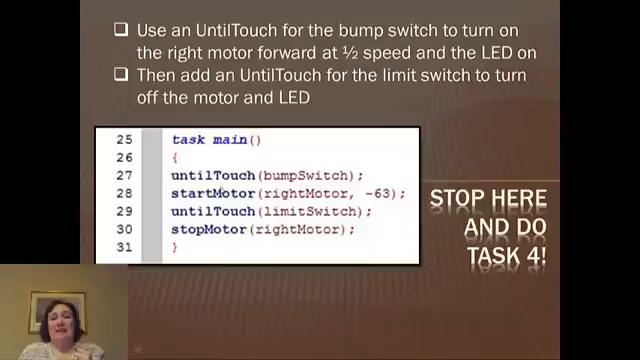 Use an UntilTouch for the bump switch to turn on
the right motor forward at ½ speed and the LED on
Then add an UntilTouch for the limit switch to turn
off the motor and LED
25 task main()
26 {
27 untilTouch(bumpSwitch);
28 startMotor(rightMotor, -63);
29 untilTouch(limitSwitch);
30 stopMotor(rightMotor);
31 }
STOP HERE
AND DO
TASK 4!